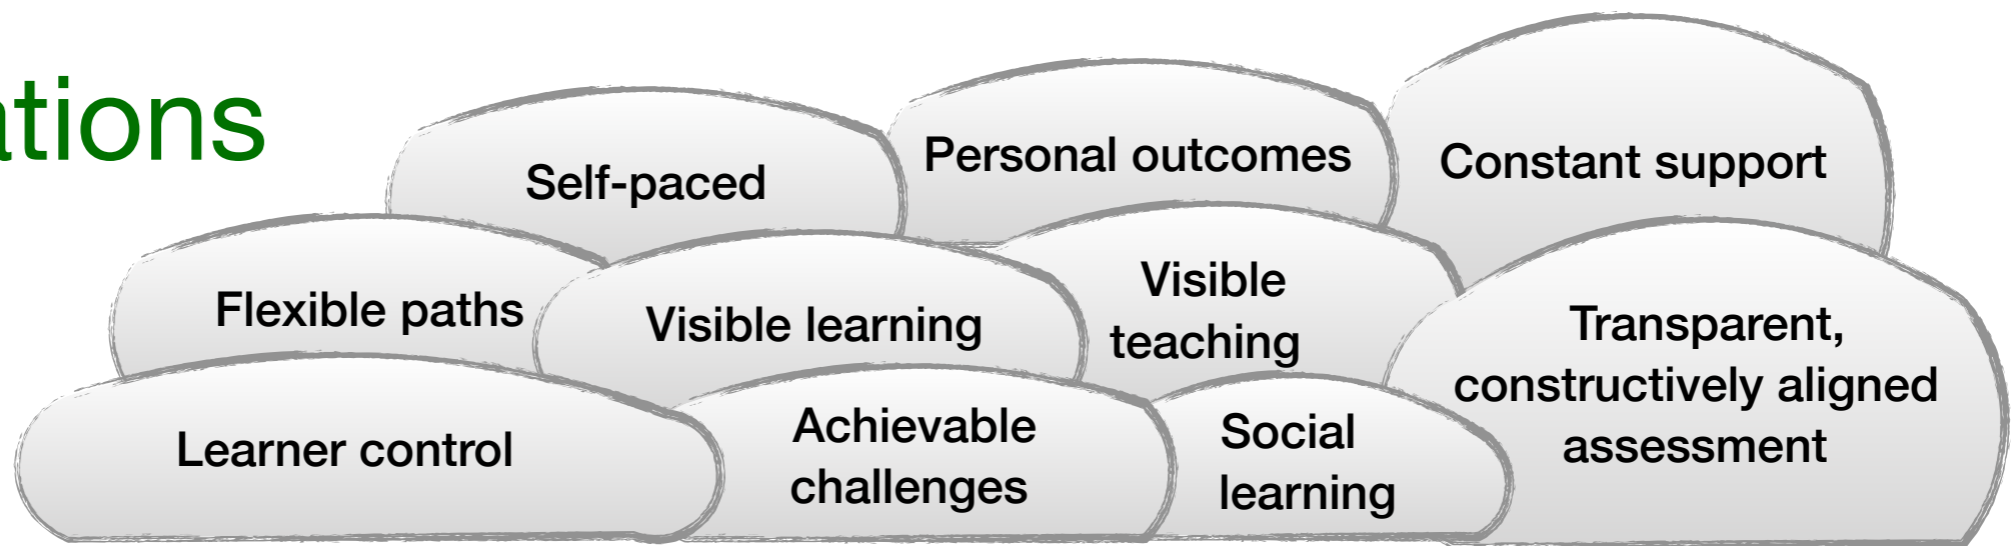 ations
Self-paced
Personal outcomes
Constant support
Flexible paths
Visible learning
Visible
teaching
Transparent,
constructively aligned
assessment
Learner control
Achievable
challenges
Social
learning